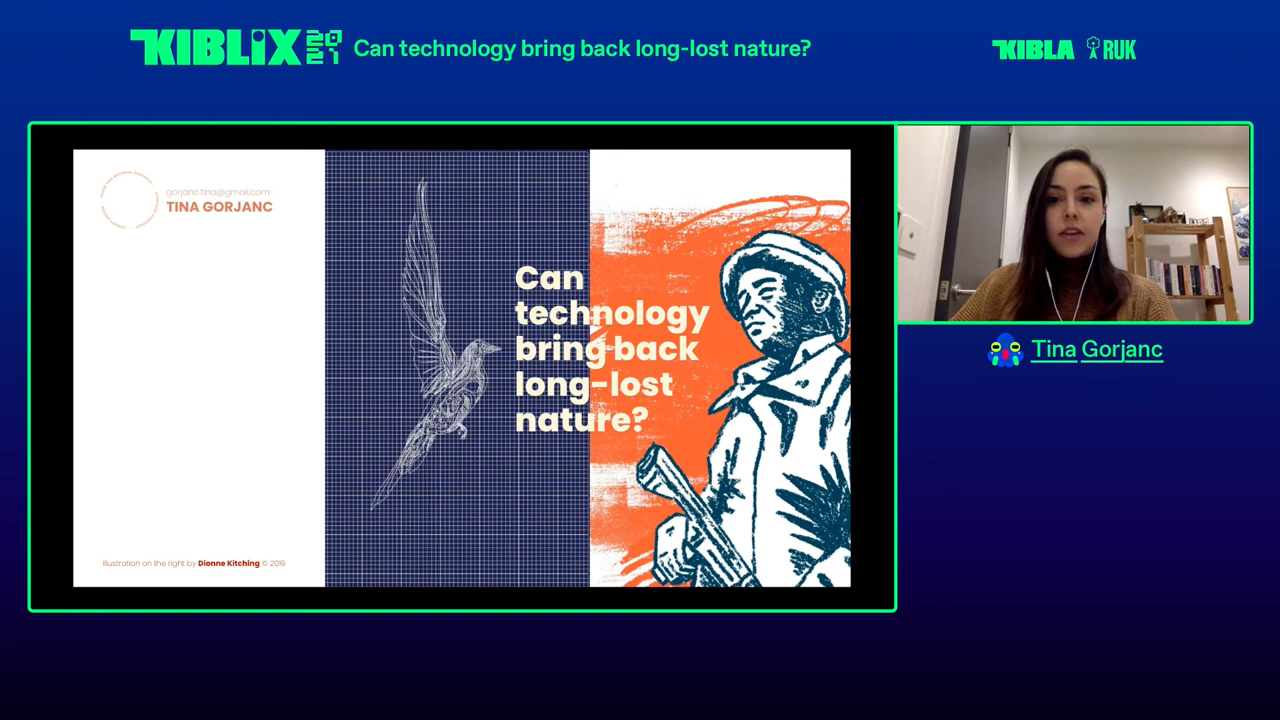 KIBLIX 2021
Can technology bring back long-lost nature?
KIBLA RUK
gorjanc.tina@gmail.com
TINA GORJANC
Can
technology
bring back
long-lost
nature?
Illustration on the right by Dionne Kitching © 2019
Tina Gorjanc